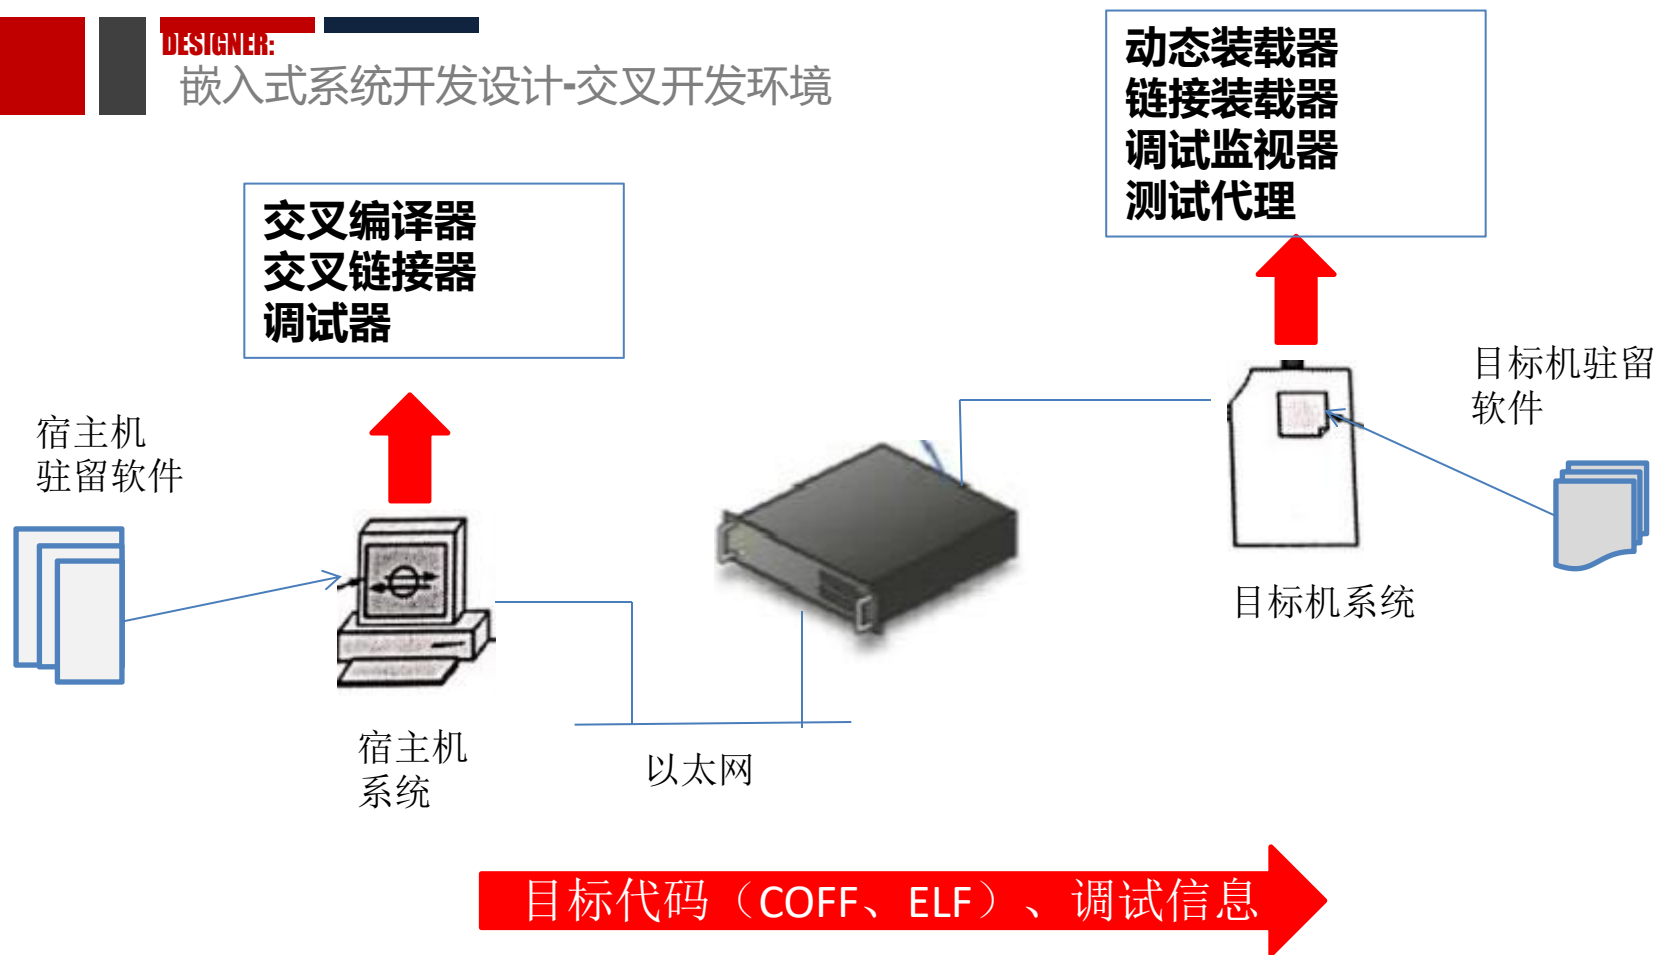 DESIGNER:
嵌入式系统开发设计-交叉开发环境
动态装载器
链接装载器
调试监视器
测试代理
交叉编译器
交叉链接器
调试器
目标机驻留
软件
宿主机
驻留软件
目标机系统
宿主机
系统
以太网
目标代码（COFF、ELF）、调试信息